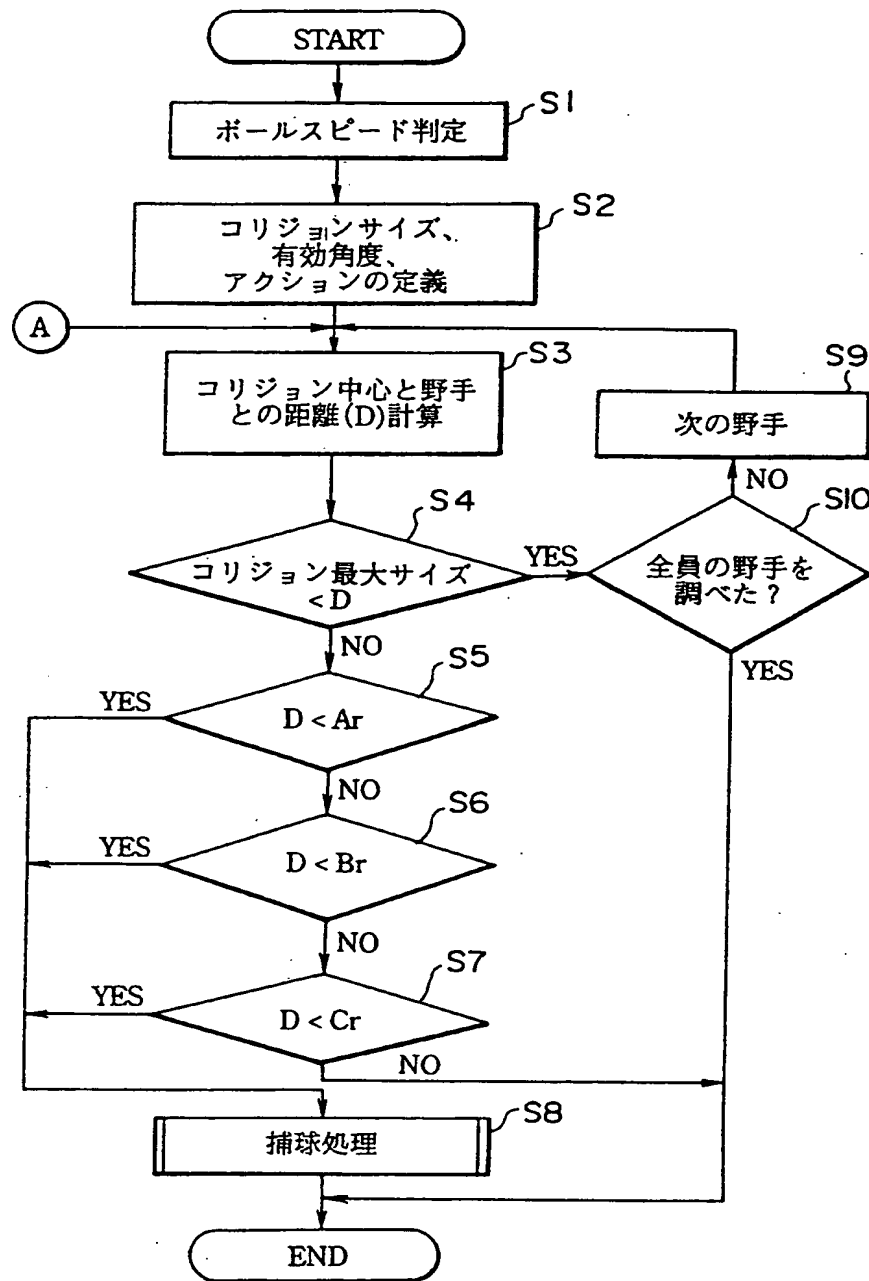 START
S1
ボールスピード判定
S2
コリジョンサイズ、
有効角度、
アクションの定義
A
S3
コリジョン中心と野手
との距離(D)計算
S9
次の野手
NO
S4
コリジョン最大サイズ
<D
YES
S10
全員の野手を
調べた?
NO
YES
S5
D < Ar
YES
NO
S6
D < Br
YES
NO
S7
D < Cr
YES
NO
S8
捕球処理
END